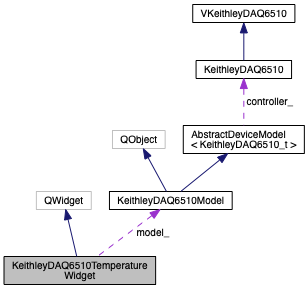 VKeithleyDAQ6510
KeithleyDAQ6510
controller_
AbstractDeviceModel
< KeithleyDAQ6510_t >
QObject
QWidget
KeithleyDAQ6510Model
model_
KeithleyDAQ6510Temperature
Widget